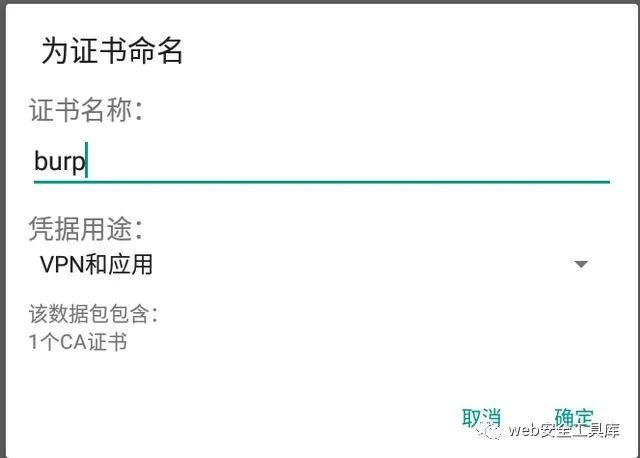 为证书命名
证书名称：
burp
凭据用途：
VPN和应用
该数据包包含：
1个CA证书
取消 确定
web安全工具库